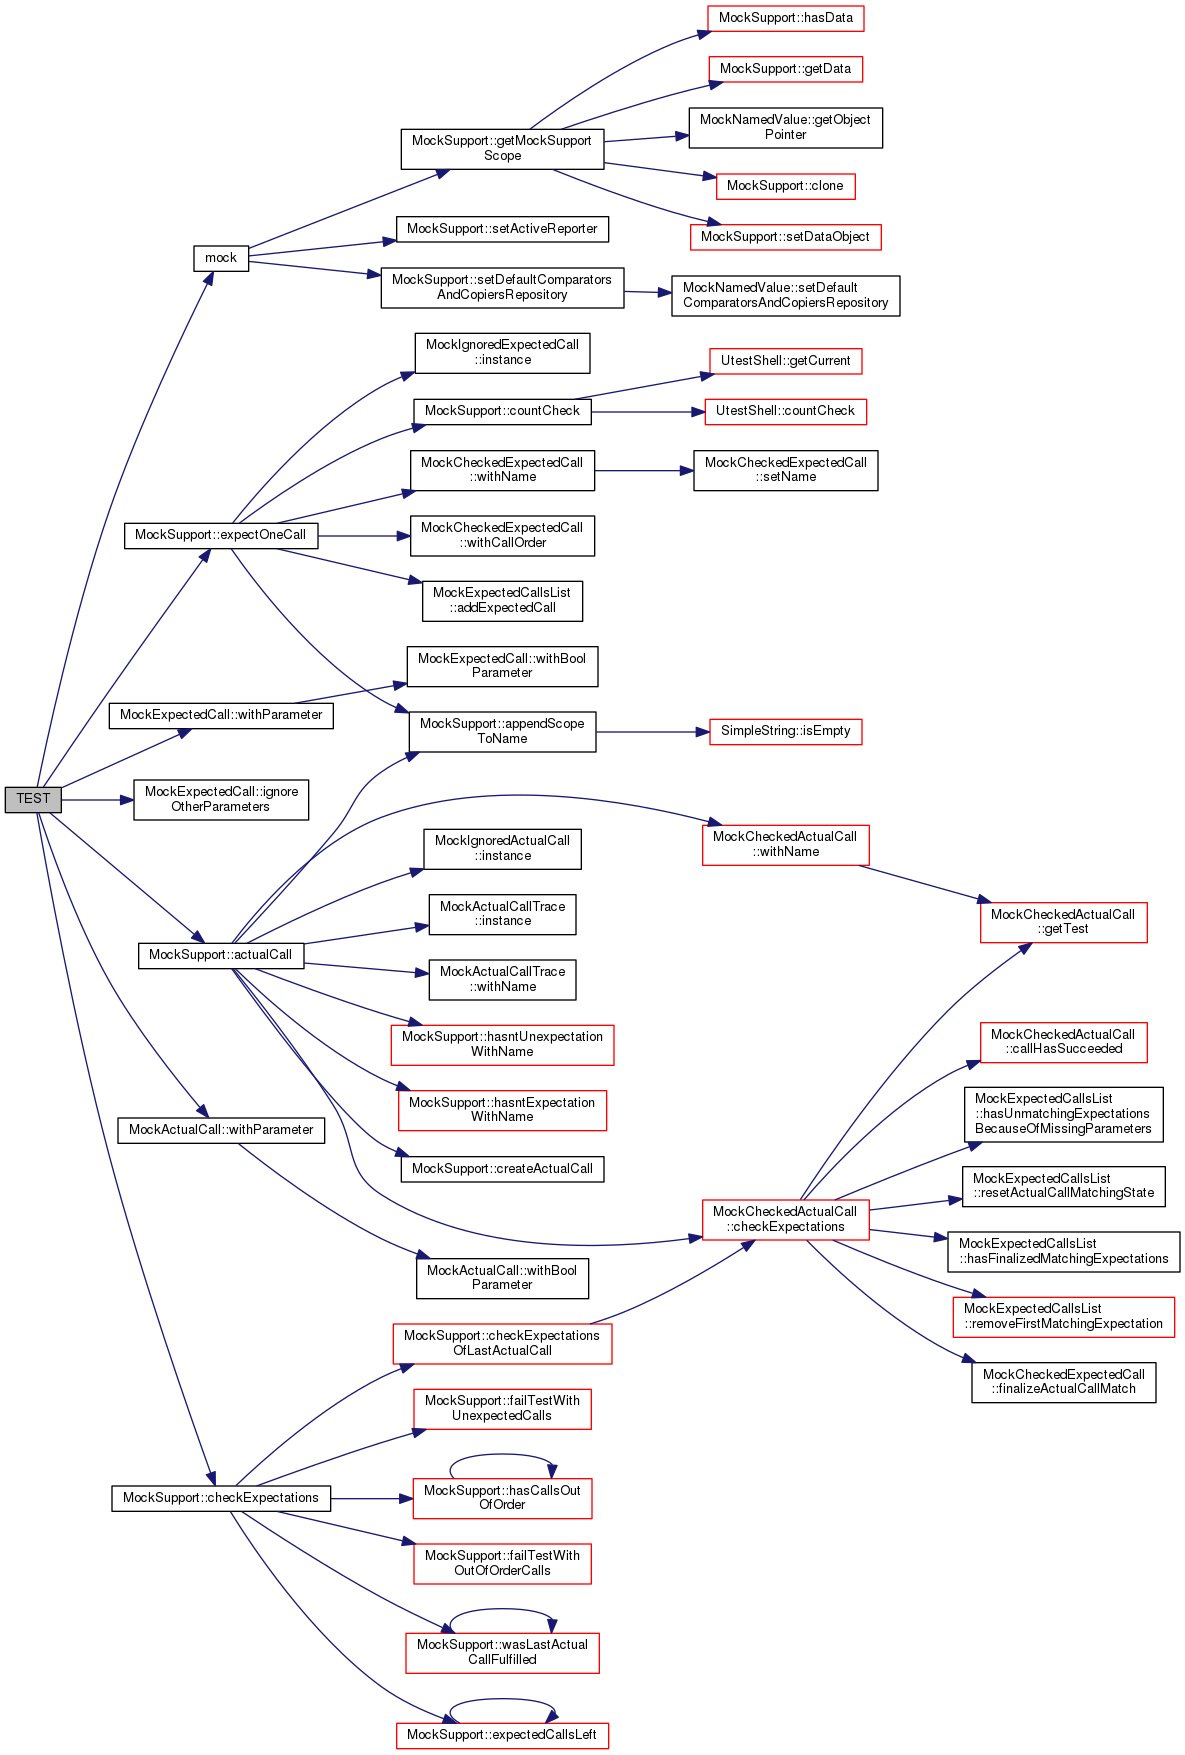 MockSupport::hasData
MockSupport::getData
MockNamedValue::getObject
Pointer
MockSupport::getMockSupport
Scope
MockSupport::clone
MockSupport::setActiveReporter
MockSupport::setDataObject
mock
MockSupport::setDefaultComparators
AndCopiersRepository
MockNamedValue::setDefault
ComparatorsAndCopiersRepository
MockIgnoredExpectedCall
::instance
UtestShell::getCurrent
MockSupport::countCheck
UtestShell::countCheck
MockCheckedExpectedCall
::withName
MockCheckedExpectedCall
::setName
MockSupport::expectOneCall
MockCheckedExpectedCall
::withCallOrder
MockExpectedCallsList
::addExpectedCall
MockExpectedCall::withBool
Parameter
MockExpectedCall::withParameter
MockSupport::appendScope
ToName
SimpleString::isEmpty
TEST
MockExpectedCall::ignore
OtherParameters
MockCheckedActualCall
::withName
MockIgnoredActualCall
::instance
MockActualCallTrace
::instance
MockCheckedActualCall
::getTest
MockSupport::actualCall
MockActualCallTrace
::withName
MockSupport::hasntUnexpectation
WithName
MockCheckedActualCall
::callHasSucceeded
MockSupport::hasntExpectation
WithName
MockExpectedCallsList
::hasUnmatchingExpectations
BecauseOfMissingParameters
MockActualCall::withParameter
MockSupport::createActualCall
MockExpectedCallsList
::resetActualCallMatchingState
MockCheckedActualCall
::checkExpectations
MockExpectedCallsList
::hasFinalizedMatchingExpectations
MockActualCall::withBool
Parameter
MockExpectedCallsList
::removeFirstMatchingExpectation
MockSupport::checkExpectations
OfLastActualCall
MockCheckedExpectedCall
::finalizeActualCallMatch
MockSupport::failTestWith
UnexpectedCalls
MockSupport::checkExpectations
MockSupport::hasCallsOut
OfOrder
MockSupport::failTestWith
OutOfOrderCalls
MockSupport::wasLastActual
CallFulfilled
MockSupport::expectedCallsLeft